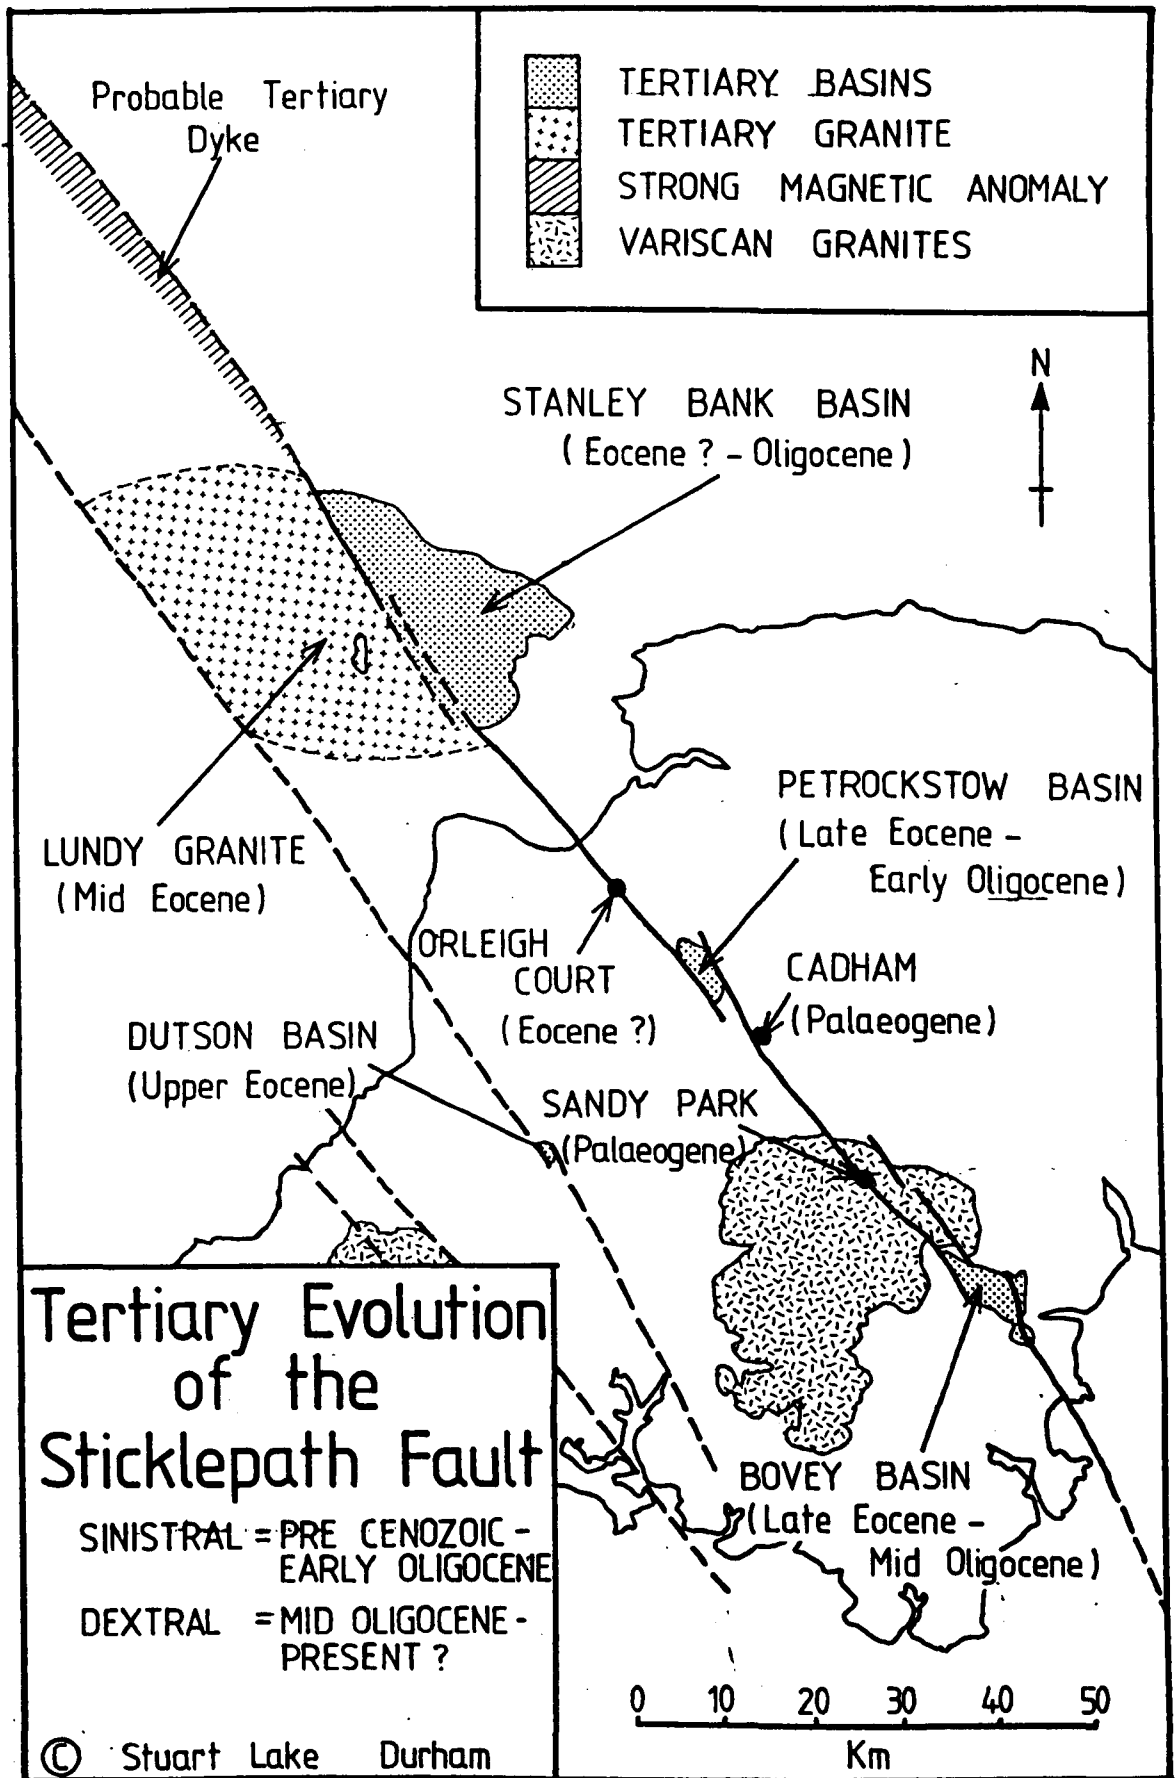 Probable Tertiary
Dyke
TERTIARY BASINS
TERTIARY GRANITE
STRONG MAGNETIC ANOMALY
VARISCAN GRANITES
N
STANLEY BANK BASIN
(Eocene ? - Oligocene)
PETROCKSTOW BASIN
(Late Eocene -
Early Oligocene)
LUNDY GRANITE
(Mid Eocene)
ORLEIGH
COURT
(Eocene ?)
CADHAM
(Palaeogene)
DUTSON BASIN
(Upper Eocene)
SANDY PARK
(Palaeogene)
BOVEY BASIN
(Late Eocene -
Mid Oligocene)
Tertiary Evolution
of the
Sticklepath Fault
SINISTRAL = PRE CENOZOIC -
EARLY OLIGOCENE
DEXTRAL = MID OLIGOCENE -
PRESENT ?
© Stuart Lake Durham
0 10 20 30 40 50
Km